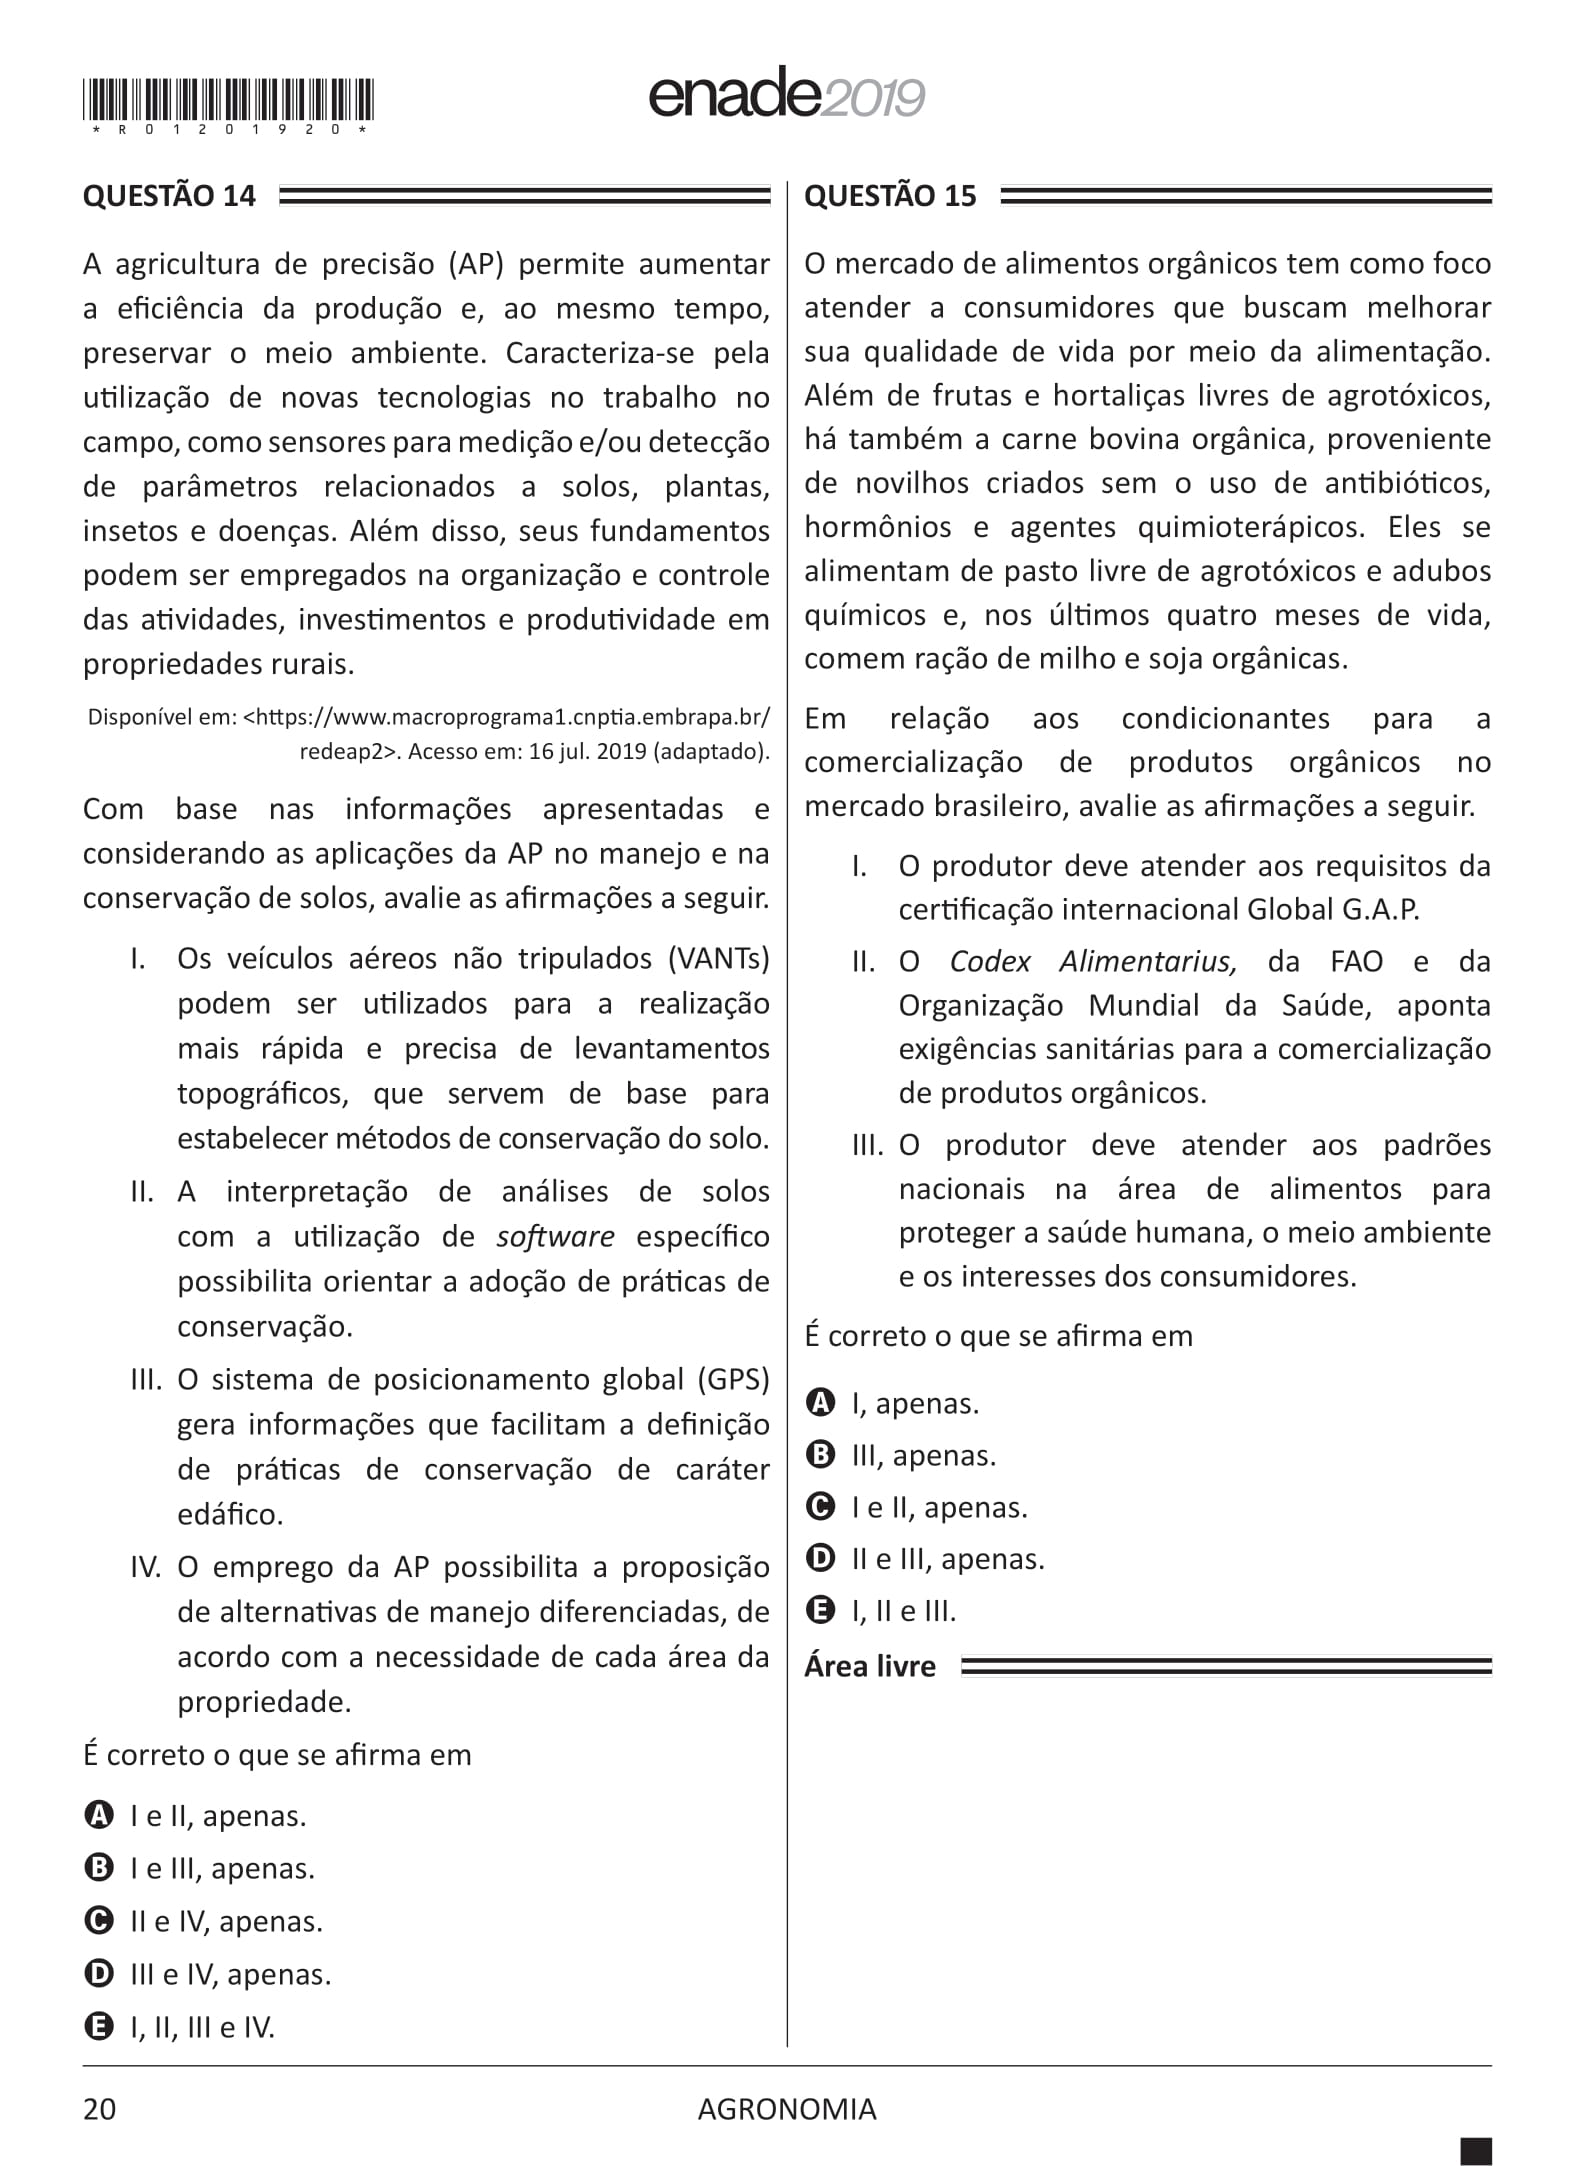 *R01201920*
enade2019
QUESTÃO 14
A agricultura de precisão (AP) permite aumentar
a eficiência da produção e, ao mesmo tempo,
preservar o meio ambiente. Caracteriza-se pela
utilização de novas tecnologias no trabalho no
campo, como sensores para medição e/ou detecção
de parâmetros relacionados a solos, plantas,
insetos e doenças. Além disso, seus fundamentos
podem ser empregados na organização e controle
das atividades, investimentos e produtividade em
propriedades rurais.
Disponível em: <https://www.macroprograma1.cnptia.embrapa.br/
redeap2>. Acesso em: 16 jul. 2019 (adaptado).
Com base nas informações apresentadas e
considerando as aplicações da AP no manejo e na
conservação de solos, avalie as afirmações a seguir.
I. Os veículos aéreos não tripulados (VANTs)
podem ser utilizados para a realização
mais rápida e precisa de levantamentos
topográficos, que servem de base para
estabelecer métodos de conservação do solo.
II. A interpretação de análises de solos
com a utilização de software específico
possibilita orientar a adoção de práticas de
conservação.
III. O sistema de posicionamento global (GPS)
gera informações que facilitam a definição
de práticas de conservação de caráter
edáfico.
IV. O emprego da AP possibilita a proposição
de alternativas de manejo diferenciadas, de
acordo com a necessidade de cada área da
propriedade.
É correto o que se afirma em
A I e II, apenas.
B I e III, apenas.
C II e IV, apenas.
D III e IV, apenas.
E I, II, III e IV.
QUESTÃO 15
O mercado de alimentos orgânicos tem como foco
atender a consumidores que buscam melhorar
sua qualidade de vida por meio da alimentação.
Além de frutas e hortaliças livres de agrotóxicos,
há também a carne bovina orgânica, proveniente
de novilhos criados sem o uso de antibióticos,
hormônios e agentes quimioterápicos. Eles se
alimentam de pasto livre de agrotóxicos e adubos
químicos e, nos últimos quatro meses de vida,
comem ração de milho e soja orgânicas.
Em relação aos condicionantes para a
comercialização de produtos orgânicos no
mercado brasileiro, avalie as afirmações a seguir.
I. O produtor deve atender aos requisitos da
certificação internacional Global G.A.P.
II. O Codex Alimentarius, da FAO e da
Organização Mundial da Saúde, aponta
exigências sanitárias para a comercialização
de produtos orgânicos.
III. O produtor deve atender aos padrões
nacionais na área de alimentos para
proteger a saúde humana, o meio ambiente
e os interesses dos consumidores.
É correto o que se afirma em
A I, apenas.
B III, apenas.
C I e II, apenas.
D II e III, apenas.
E I, II e III.
Área livre
20
AGRONOMIA